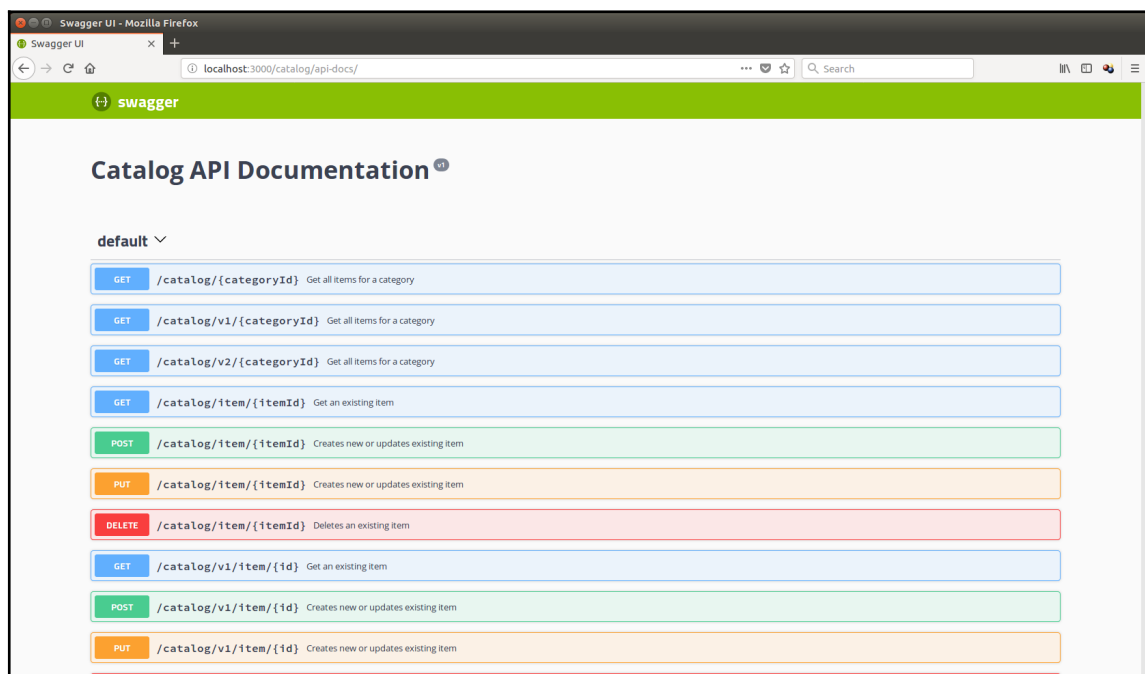 Swagger UI - Mozilla Firefox
Swagger UI
localhost:3000/catalog/api-docs/
Search
{···} swagger
Catalog API Documentation v1
default
GET /catalog/{categoryId} Get all items for a category
GET /catalog/v1/{categoryId} Get all items for a category
GET /catalog/v2/{categoryId} Get all items for a category
GET /catalog/item/{itemId} Get an existing item
POST /catalog/item/{itemId} Creates new or updates existing item
PUT /catalog/item/{itemId} Creates new or updates existing item
DELETE /catalog/item/{itemId} Deletes an existing item
GET /catalog/v1/item/{id} Get an existing item
POST /catalog/v1/item/{id} Creates new or updates existing item
PUT /catalog/v1/item/{id} Creates new or updates existing item